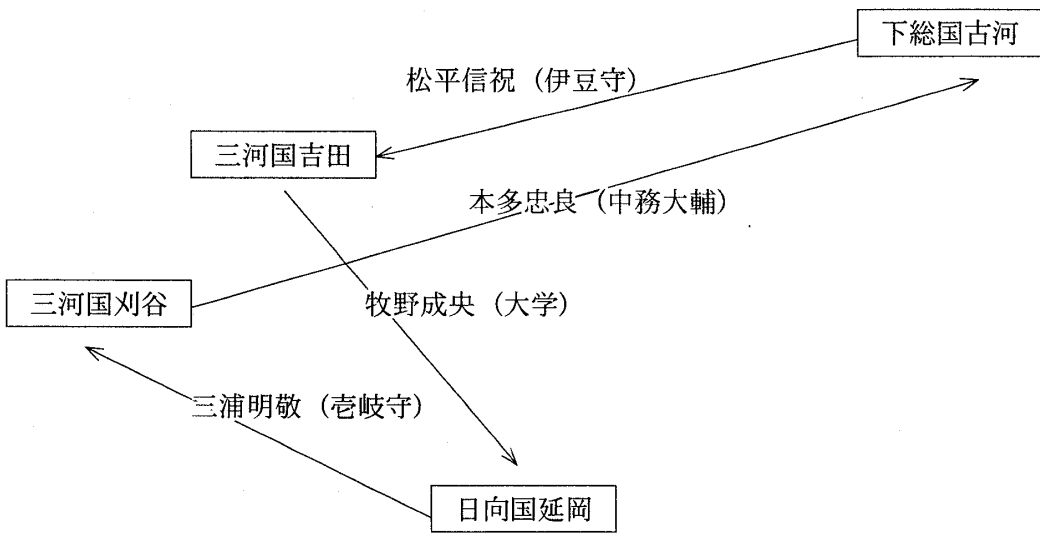 下総国古河
松平信祝（伊豆守）
三河国吉田
本多忠良（中務大輔）
三河国刈谷
牧野成央（大学）
三浦明敬（壱岐守）
日向国延岡